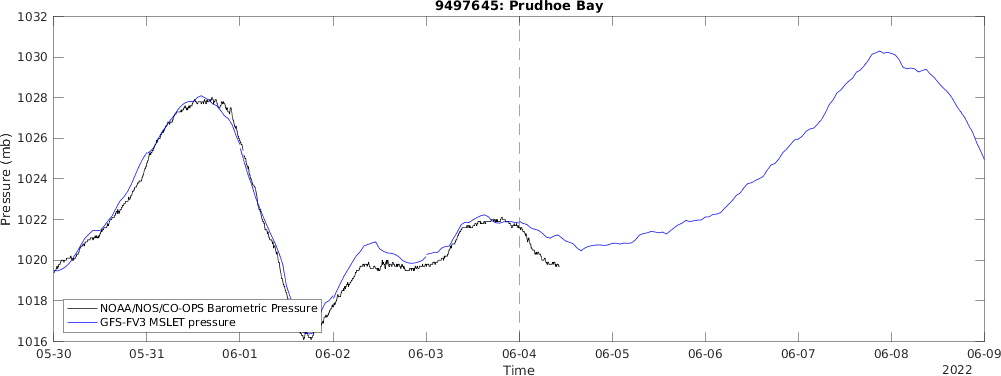 9497645: Prudhoe Bay
1032
1030
1028
1026
1024
1022
1020
1018
1016
Pressure (mb)
NOAA/NOS/CO-OPS Barometric Pressure
GFS-FV3 MSLET pressure
05-30 05-31 06-01 06-02 06-03 06-04 06-05 06-06 06-07 06-08 06-09
Time
2022